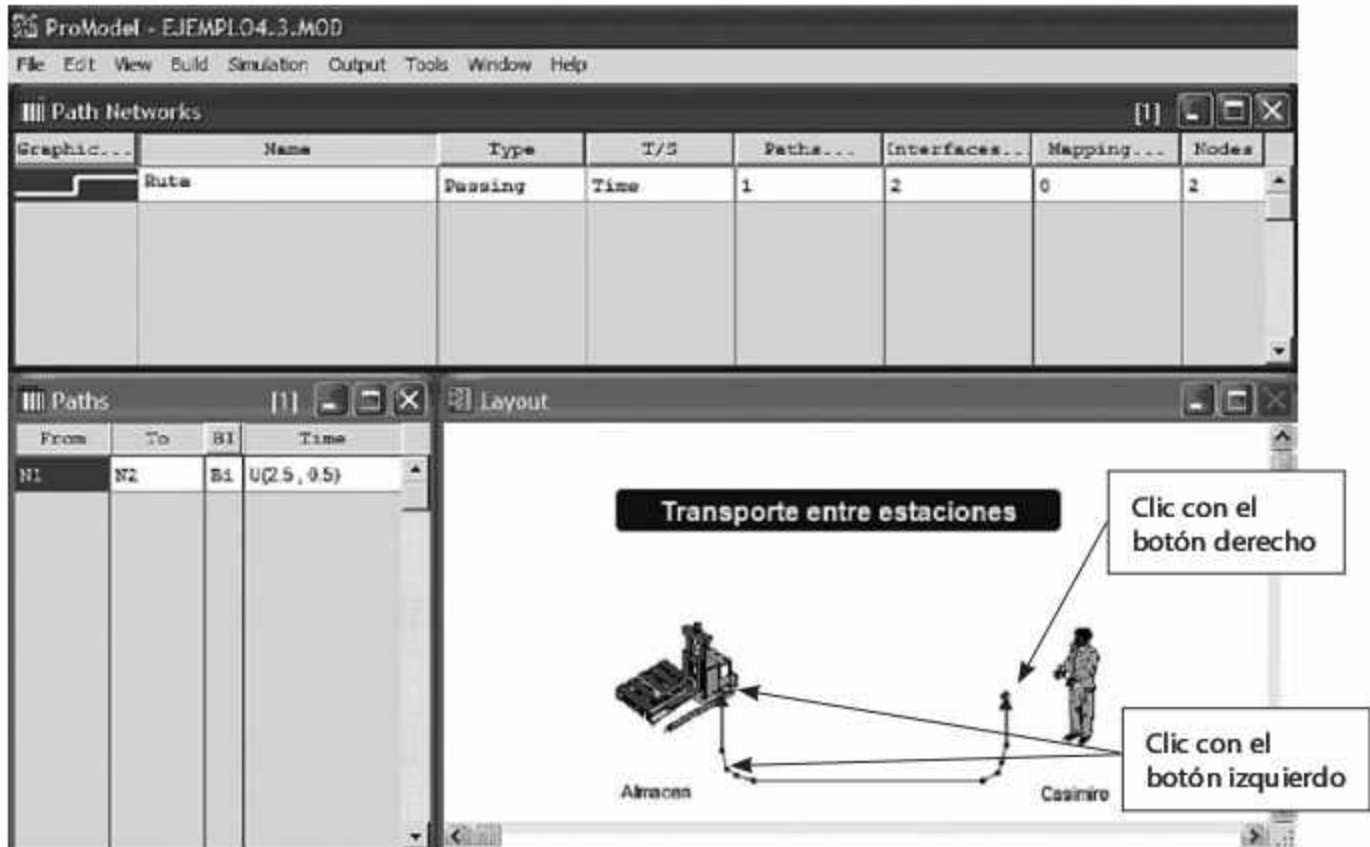 ProModel - EJEMPLO4.3.MOD
File Edit View Build Simulation Output Tools Window Help
Path Networks [1]
Graphic... Name Type T/S Paths... Interfaces.. Mapping... Nodes
Ruta Passing Time 1 2 0 2
Paths [1]
From To BI Time
N1 N2 Bi U(2.5 , 0.5)
Layout
Transporte entre estaciones
Clic con el
botón derecho
Clic con el
botón izquierdo
Almacen
Casimiro